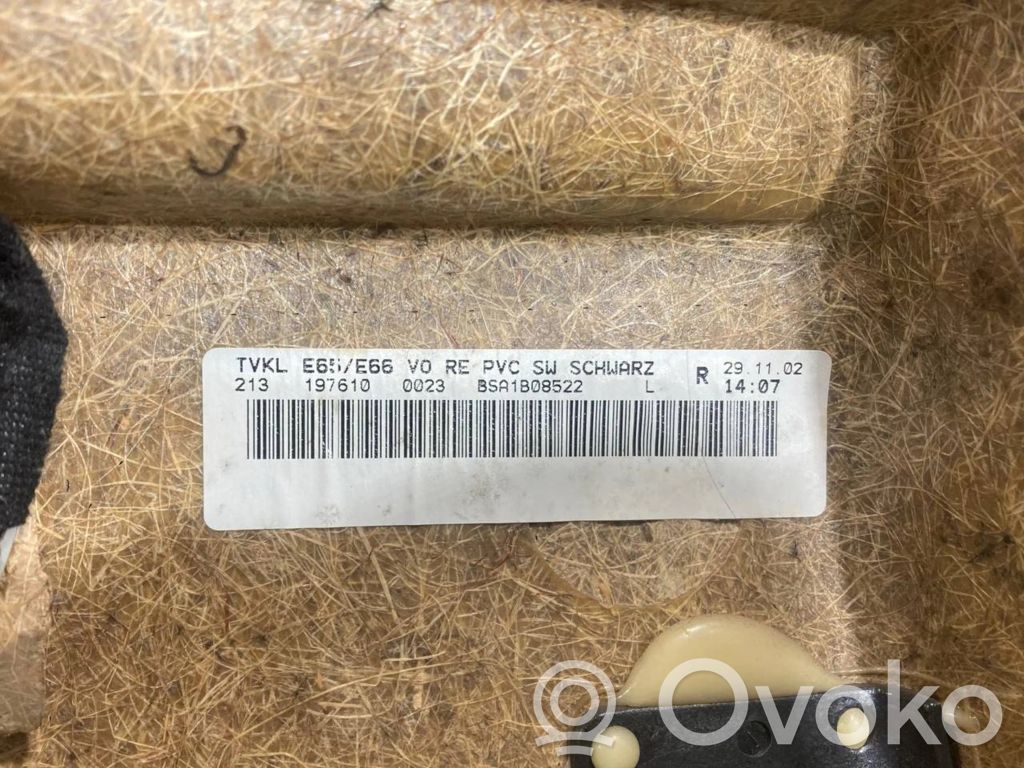 TVKL E65/E66 VO RE PVC SW SCHWARZ R 29.11.02
213 197610 0023 BSA1B08522 L 14:07
Ovoko